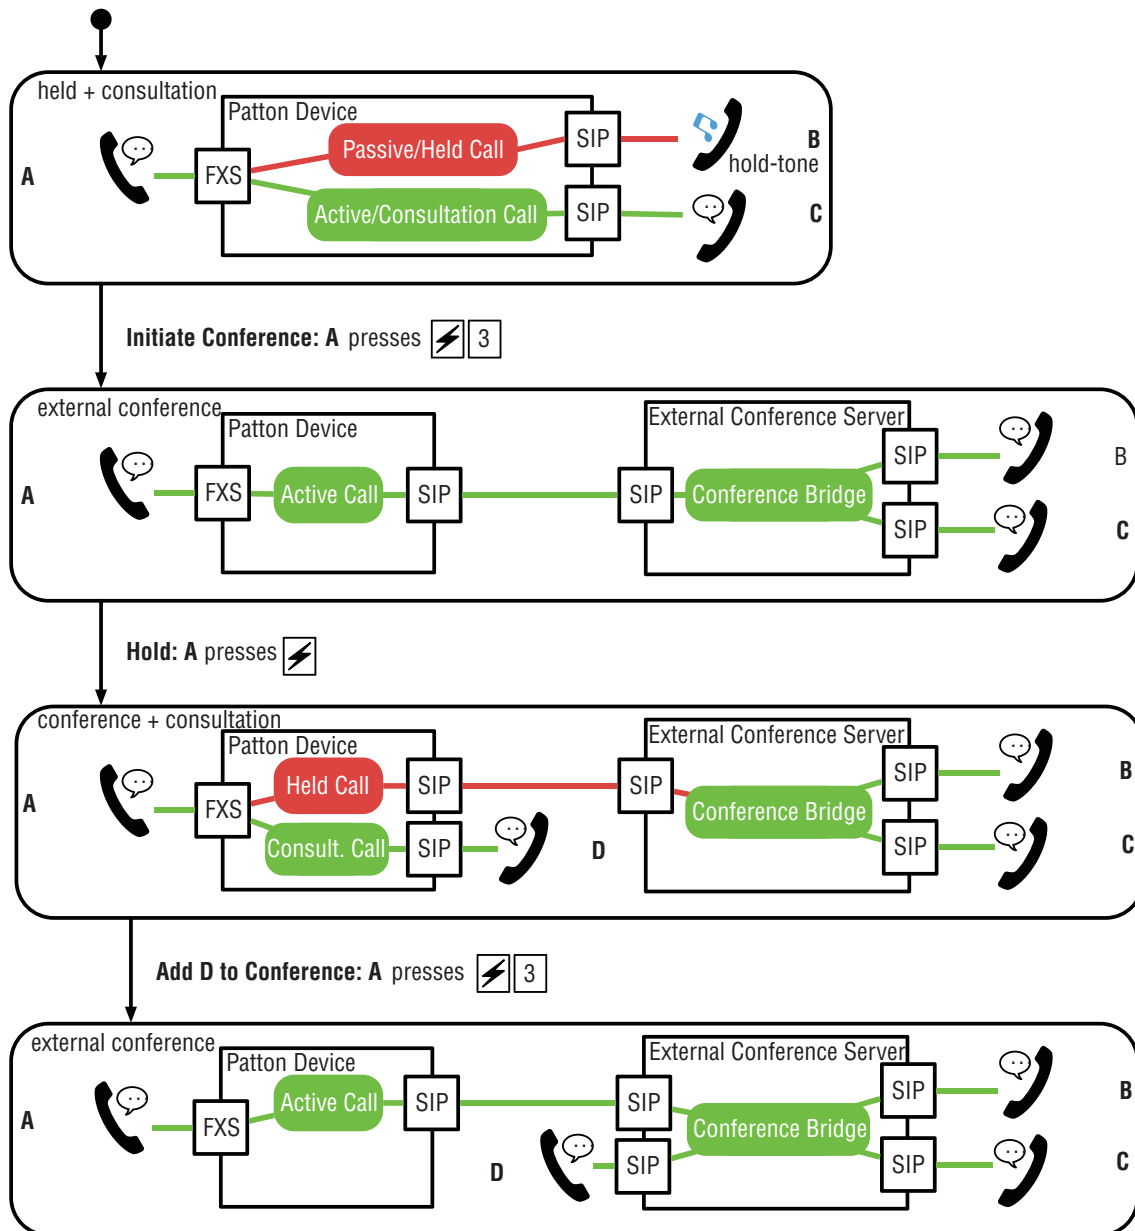 held + consultation
Patton Device
A
FXS
Passive/Held Call
SIP
B
hold-tone
Active/Consultation Call
SIP
C
Initiate Conference: A presses 3
external conference
Patton Device
External Conference Server
A
FXS
Active Call
SIP
SIP
Conference Bridge
SIP
B
SIP
C
Hold: A presses
conference + consultation
Patton Device
External Conference Server
A
FXS
Held Call
SIP
SIP
Conference Bridge
SIP
B
Consult. Call
SIP
D
SIP
C
Add D to Conference: A presses 3
external conference
Patton Device
External Conference Server
A
FXS
Active Call
SIP
SIP
Conference Bridge
SIP
B
D
SIP
SIP
C